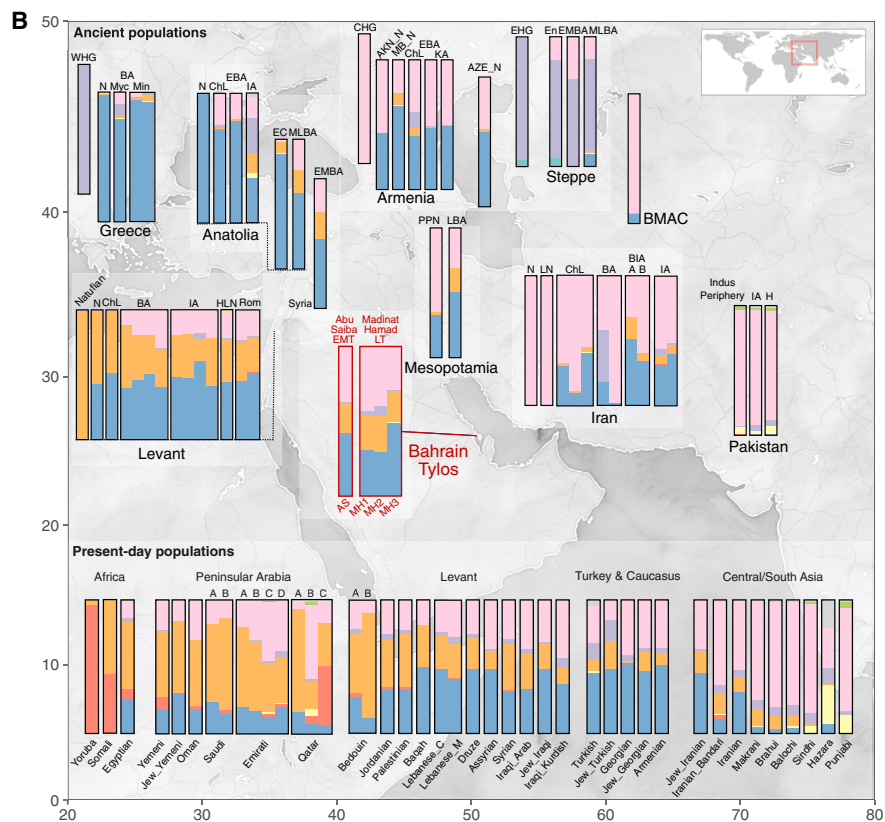 B
50
40
30
20
10
0
20
30
40
50
60
70
80
Ancient populations
WHG
N
BA
Myc
Min
Greece
N
ChL
EBA
IA
Anatolia
EC
MLBA
EMBA
Syria
CHG
AKN_N
MB_N
ChL
EBA
KA
Armenia
AZE_N
EHG
En
EMBA
MLBA
Steppe
BMAC
Natufian
N
ChL
BA
IA
HLN
Rom
Levant
Abu
Saiba
EMT
Madinat
Hamad
LT
AS
MH1
MH2
MH3
Bahrain
Tylos
PPN
LBA
Mesopotamia
N
LN
ChL
BA
BIA
A B
IA
Iran
Indus
Periphery
IA
H
Pakistan
Present-day populations
Africa
Yoruba
Somali
Egyptian
Peninsular Arabia
A B
A B C D
A B C
Yemeni
Jew_Yemeni
Oman
Saudi
Emirati
Qatar
Levant
A B
Bedouin
Jordanian
Palestinian
Baqah
Lebanese_C
Lebanese_M
Druze
Assyrian
Syrian
Iraqi_Arab
Jew_Iraqi
Iraqi_Kurdish
Turkey & Caucasus
Turkish
Jew_Turkish
Georgian
Jew_Georgian
Armenian
Central/South Asia
Jew_Iranian
Iranian_Bandari
Iranian
Makrani
Brahui
Balochi
Sindhi
Hazara
Punjabi